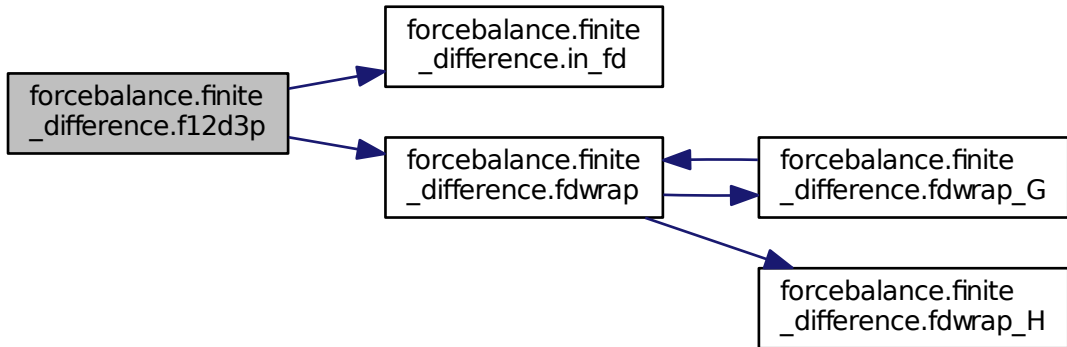 forcebalance.finite
_difference.f12d3p
forcebalance.finite
_difference.in_fd
forcebalance.finite
_difference.fdwrap
forcebalance.finite
_difference.fdwrap_G
forcebalance.finite
_difference.fdwrap_H